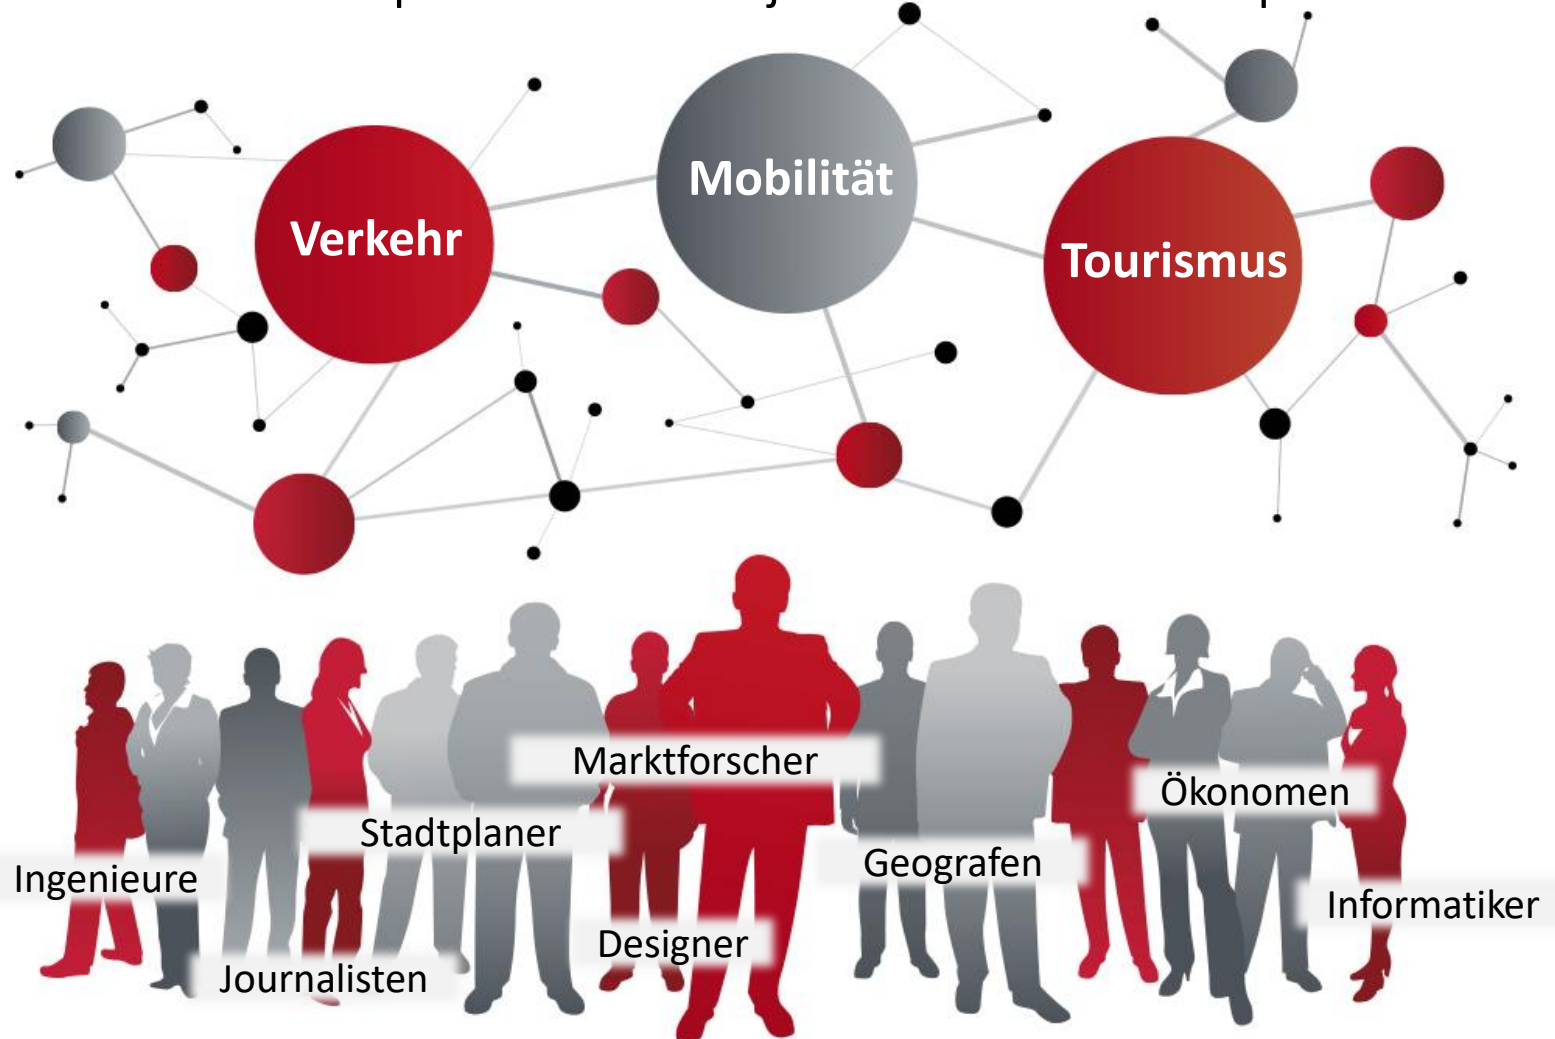 Mobilität
Verkehr
Tourismus
Marktforscher
Ökonomen
Stadtplaner
Geografen
Ingenieure
Informatiker
Designer
Journalisten